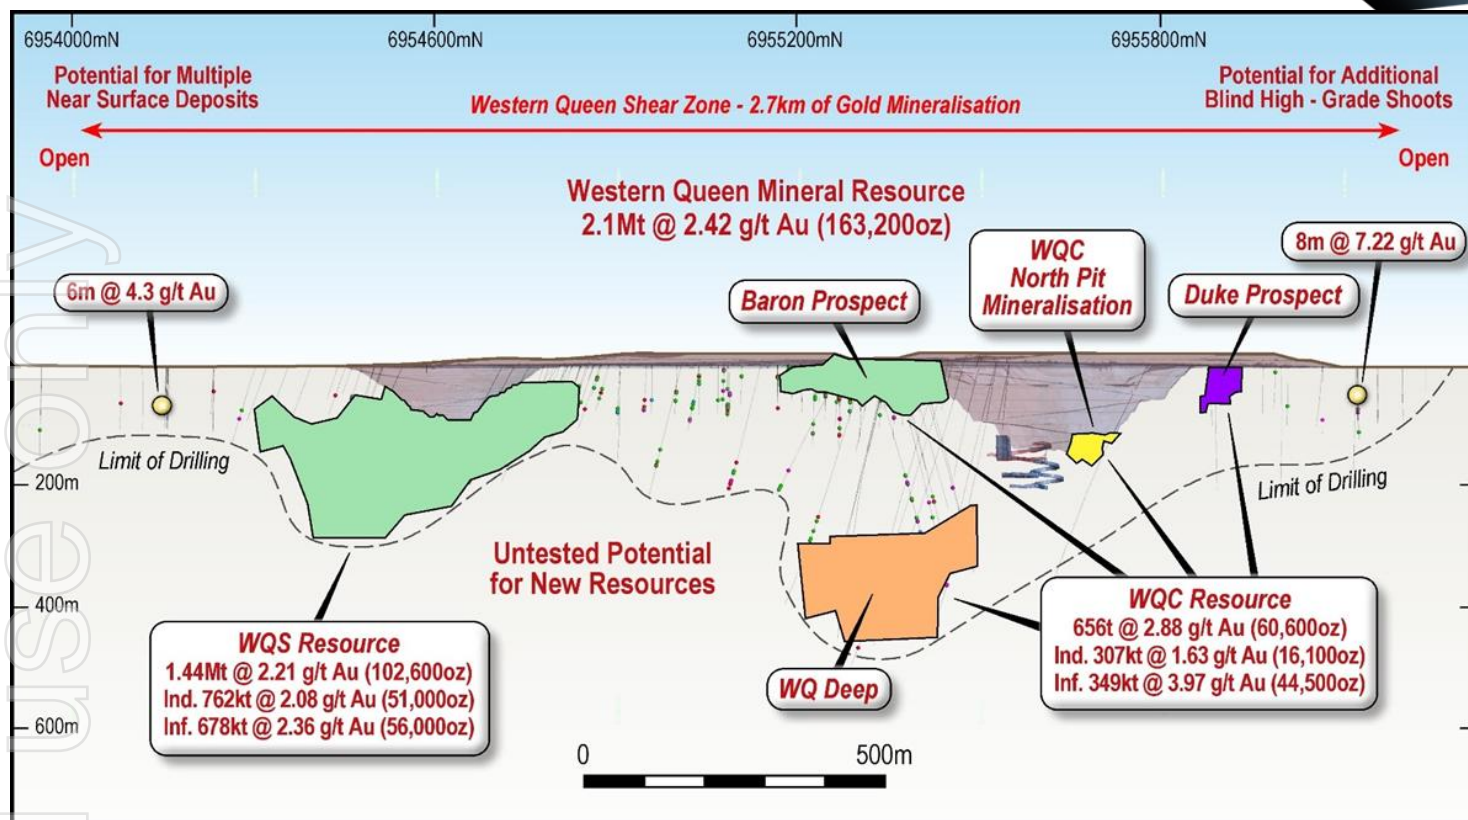 6954000mN
6954600mN
6955200mN
6955800mN
Potential for Multiple
Near Surface Deposits
Western Queen Shear Zone - 2.7km of Gold Mineralisation
Potential for Additional
Blind High - Grade Shoots
Open
Open
Western Queen Mineral Resource
2.1Mt @ 2.42 g/t Au (163,200oz)
6m @ 4.3 g/t Au
Baron Prospect
WQC
North Pit
Mineralisation
Duke Prospect
8m @ 7.22 g/t Au
Limit of Drilling
Limit of Drilling
200m
400m
600m
Untested Potential
for New Resources
WQS Resource
1.44Mt @ 2.21 g/t Au (102,600oz)
Ind. 762kt @ 2.08 g/t Au (51,000oz)
Inf. 678kt @ 2.36 g/t Au (56,000oz)
WQ Deep
WQC Resource
656t @ 2.88 g/t Au (60,600oz)
Ind. 307kt @ 1.63 g/t Au (16,100oz)
Inf. 349kt @ 3.97 g/t Au (44,500oz)
0
500m
use only